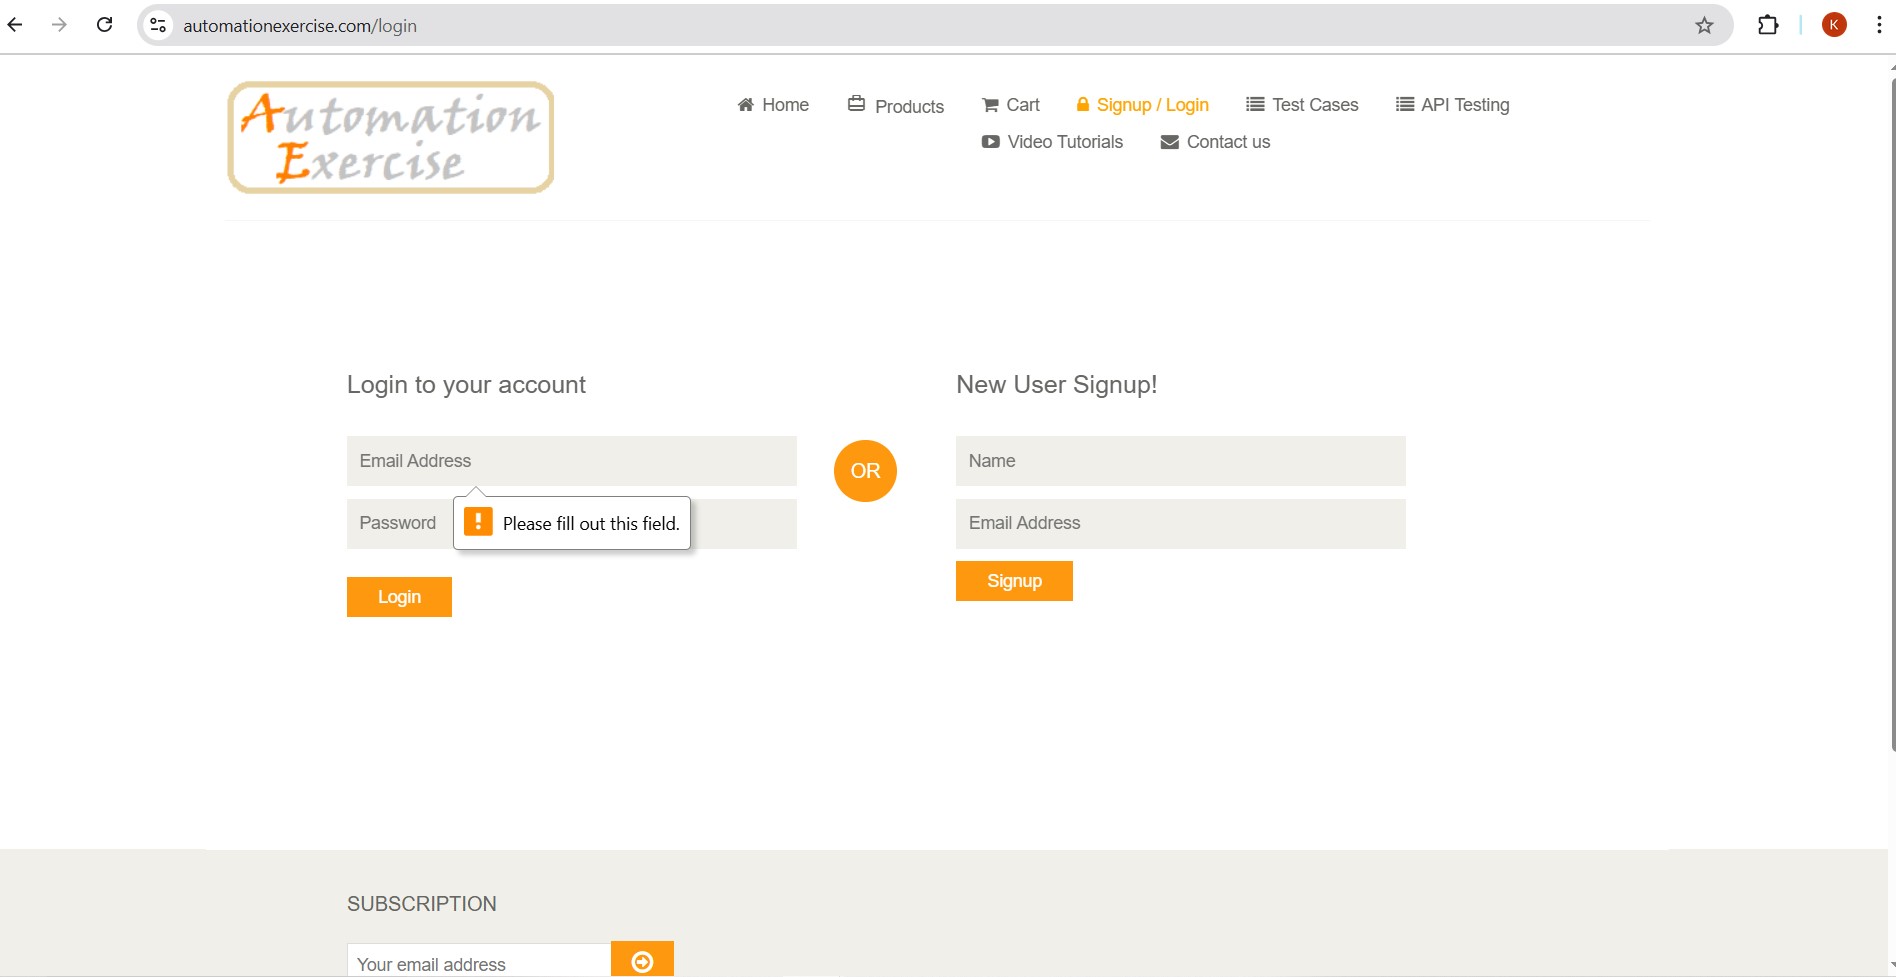 automationexercise.com/login
K
Automation
Exercise
Home
Products
Cart
Signup / Login
Test Cases
API Testing
Video Tutorials
Contact us
Login to your account
Email Address
Password
Please fill out this field.
Login
OR
New User Signup!
Name
Email Address
Signup
SUBSCRIPTION
Your email address